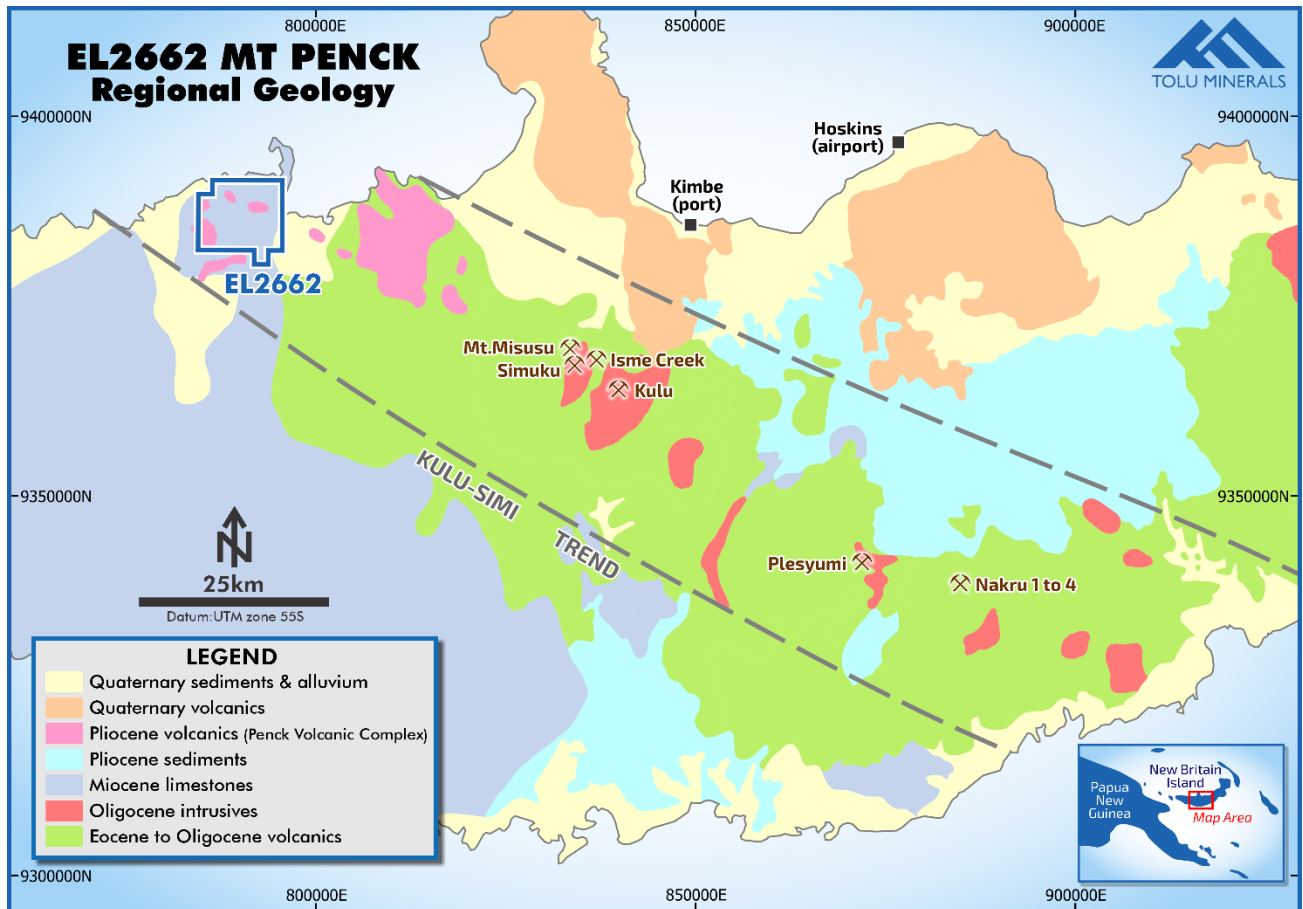 800000E
850000E
900000E
EL2662 MT PENCK
Regional Geology
TOLU MINERALS
9400000N
9400000N
Hoskins
(airport)
Kimbe
(port)
EL2662
Mt.Misusu
Isme Creek
Simuku
Kulu
KULU-SIMI
TREND
9350000N
9350000N
N
25km
Datum: UTM zone 55S
Plesyumi
Nakru 1 to 4
LEGEND
Quaternary sediments & alluvium
Quaternary volcanics
Pliocene volcanics (Penck Volcanic Complex)
Pliocene sediments
Miocene limestones
Oligocene intrusives
Eocene to Oligocene volcanics
New Britain
Island
Papua
New
Guinea
Map Area
9300000N
9300000N
800000E
850000E
900000E